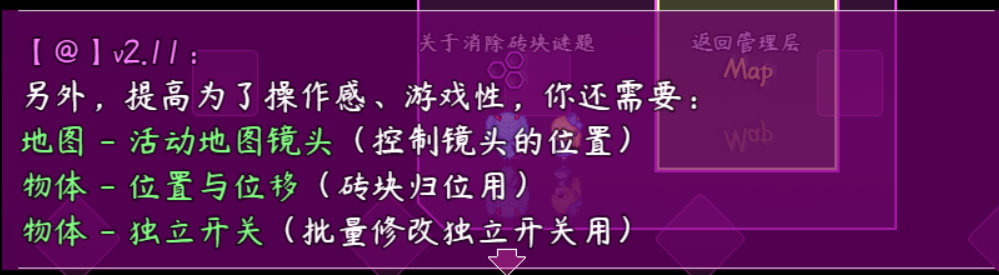 关于消除砖块谜题
返回管理层
Map
【@】v2.11：
另外，提高为了操作感、游戏性，你还需要：
地图 - 活动地图镜头（控制镜头的位置）
物体 - 位置与位移（砖块归位用）
物体 - 独立开关（批量修改独立开关用）